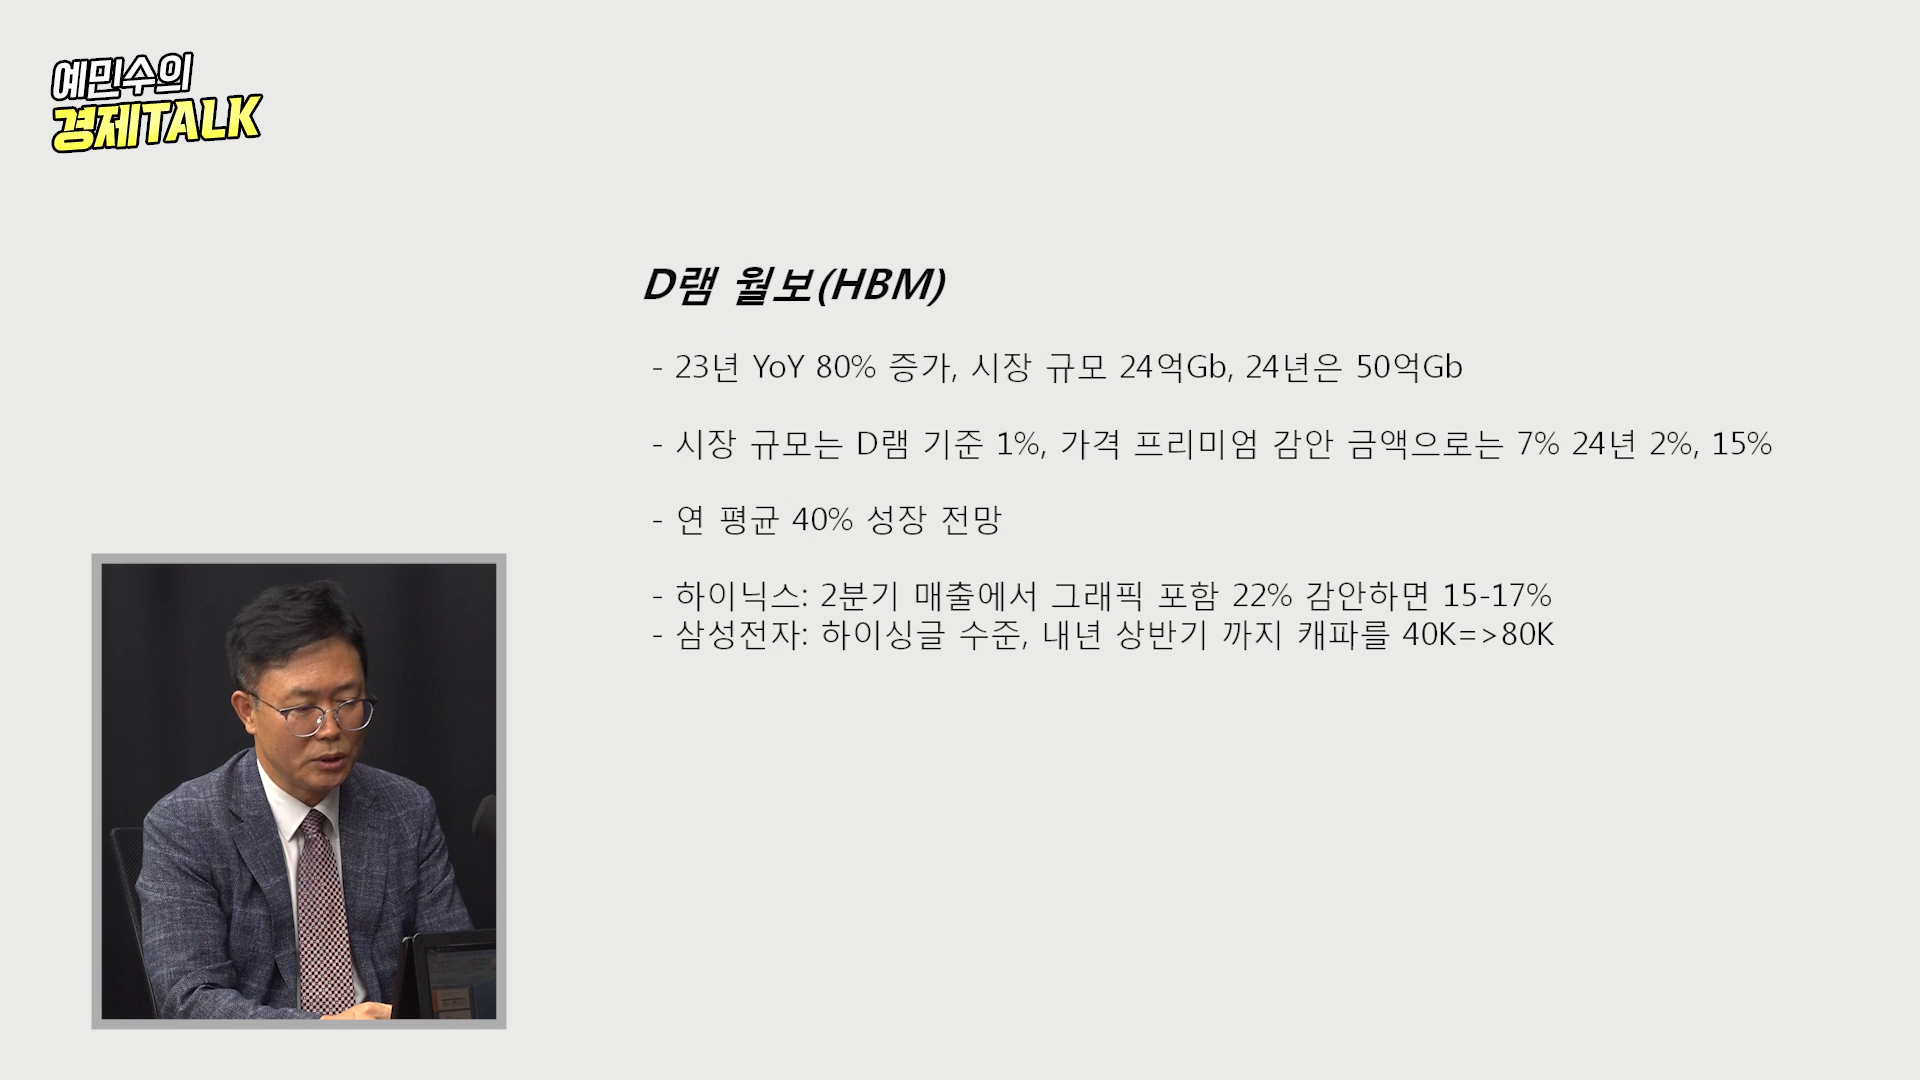 예민수의
경제TALK
D램 월보(HBM)
- 23년 YoY 80% 증가, 시장 규모 24억Gb, 24년은 50억Gb
- 시장 규모는 D램 기준 1%, 가격 프리미엄 감안 금액으로는 7% 24년 2%, 15%
- 연 평균 40% 성장 전망
- 하이닉스: 2분기 매출에서 그래픽 포함 22% 감안하면 15-17%
- 삼성전자: 하이싱글 수준, 내년 상반기 까지 캐파를 40K=>80K